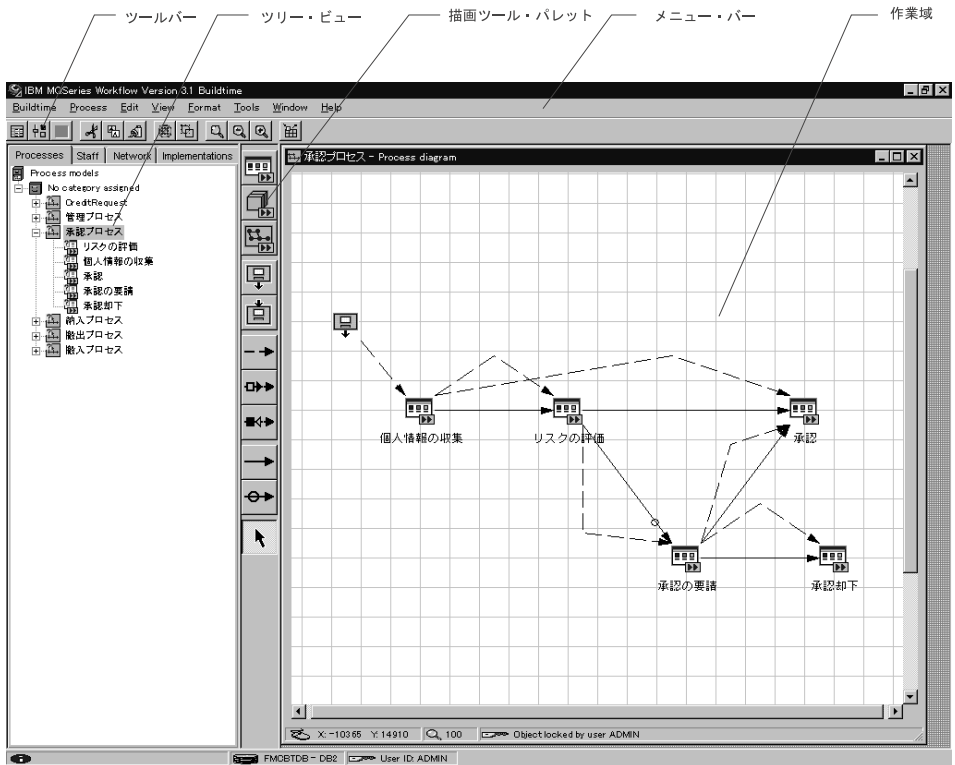 ツールバー
ツリー・ビュー
描画ツール・パレット
メニュー・バー
作業域
IBM MQSeries Workflow Version 3.1 Buildtime
Buildtime Process Edit View Format Tools Window Help
Processes Staff Network Implementations
Process models
No category assigned
CreditRequest
管理プロセス
承認プロセス
リスクの評価
個人情報の収集
承認
承認の要請
承認却下
納入プロセス
搬出プロセス
搬入プロセス
承認プロセス - Process diagram
個人情報の収集
リスクの評価
承認
承認の要請
承認却下
X: -10365 Y: 14910 100 Object locked by user ADMIN
FMCBTDB - DB2 User ID: ADMIN